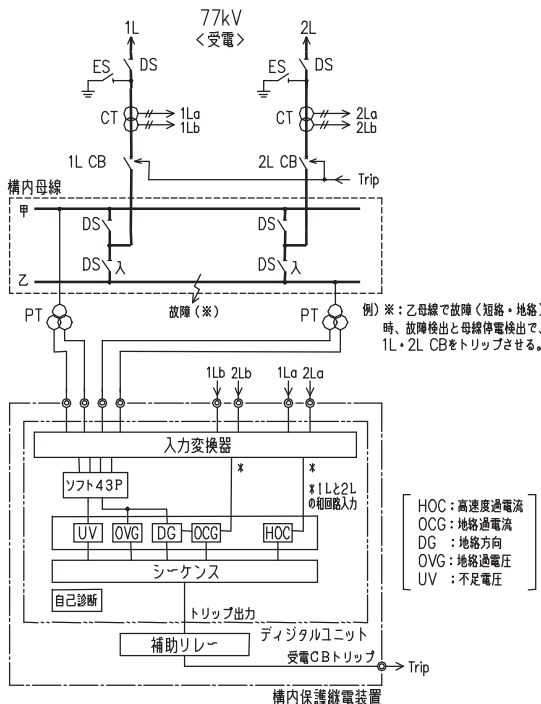 77kV
<受電>
1L
2L
ES
DS
ES
DS
CT
1La
1Lb
CT
2La
2Lb
1L CB
2L CB
Trip
構内母線
甲
DS
DS
DS
入
DS
入
乙
故障(※)
PT
PT
例)※:乙母線で故障(短絡・地絡)
時、故障検出と母線停電検出で、
1L・2L CBをトリップさせる。
1Lb
2Lb
1La
2La
入力変換器
*
*
ソフト43P
*1Lと2L
の和回路入力
UV
OVG
DG
OCG
HOC
シーケンス
自己診断
トリップ出力
ディジタルユニット
補助リレー
受電CBトリップ
Trip
構内保護継電装置
HOC:高速度過電流
OCG:地絡過電流
DG :地絡方向
OVG:地絡過電圧
UV :不足電圧